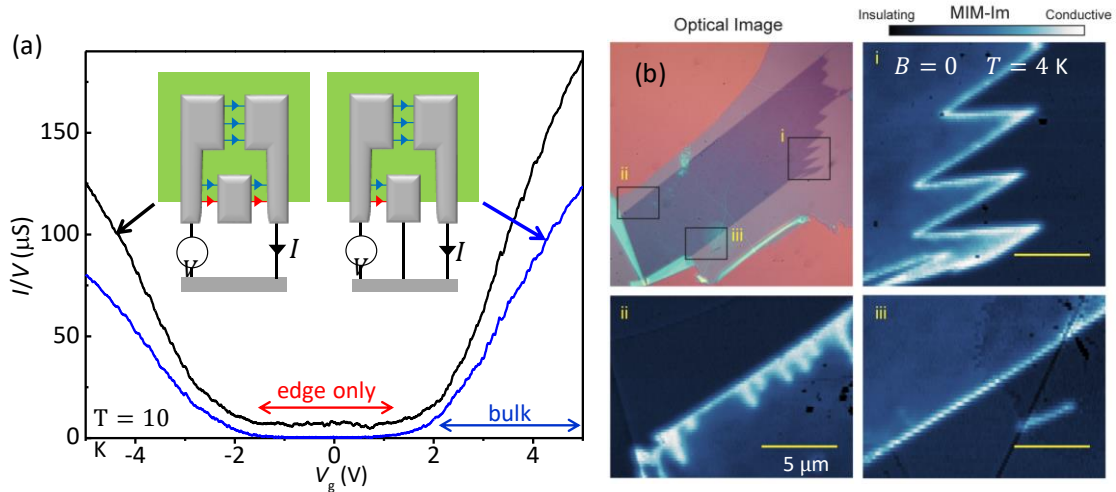 (a)
I/V (µS)
150
100
50
0
V
I
V
I
edge only
bulk
T = 10
K
-4
-2
0
2
4
V_g (V)
Optical Image
Insulating
MIM-Im
Conductive
(b)
i
ii
iii
i
B = 0
T = 4 K
ii
5 µm
iii